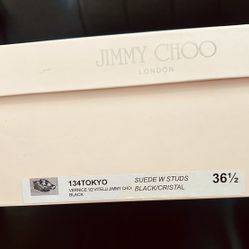 JIMMY CHOO
LONDON
134TOKYO
SUEDE W STUDS
36½
BLACK/CRISTAL
BLACK